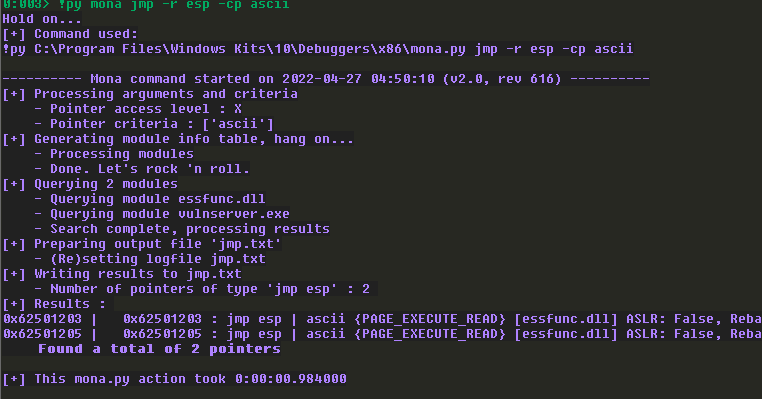 0:003> !py mona jmp -r esp -cp ascii
Hold on...
[+] Command used:
!py C:\Program Files\Windows Kits\10\Debuggers\x86\mona.py jmp -r esp -cp ascii
---------- Mona command started on 2022-04-27 04:50:10 (v2.0, rev 616) ----------
[+] Processing arguments and criteria
- Pointer access level : X
- Pointer criteria : ['ascii']
[+] Generating module info table, hang on...
- Processing modules
- Done. Let's rock 'n roll.
[+] Querying 2 modules
- Querying module essfunc.dll
- Querying module vulnserver.exe
- Search complete, processing results
[+] Preparing output file 'jmp.txt'
- (Re)setting logfile jmp.txt
[+] Writing results to jmp.txt
- Number of pointers of type 'jmp esp' : 2
[+] Results :
0x62501203 | 0x62501203 : jmp esp | ascii {PAGE_EXECUTE_READ} [essfunc.dll] ASLR: False, Reba
0x62501205 | 0x62501205 : jmp esp | ascii {PAGE_EXECUTE_READ} [essfunc.dll] ASLR: False, Reba
Found a total of 2 pointers
[+] This mona.py action took 0:00:00.984000